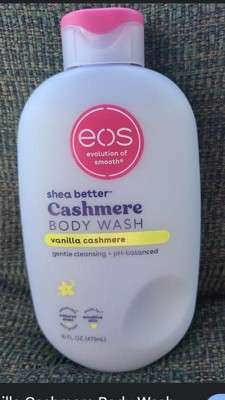 eos
evolution of
smooth®
shea better™
Cashmere
BODY WASH
vanilla cashmere
gentle cleansing + pH-balanced
16 FL OZ (473mL)
Cashmere Body Wash